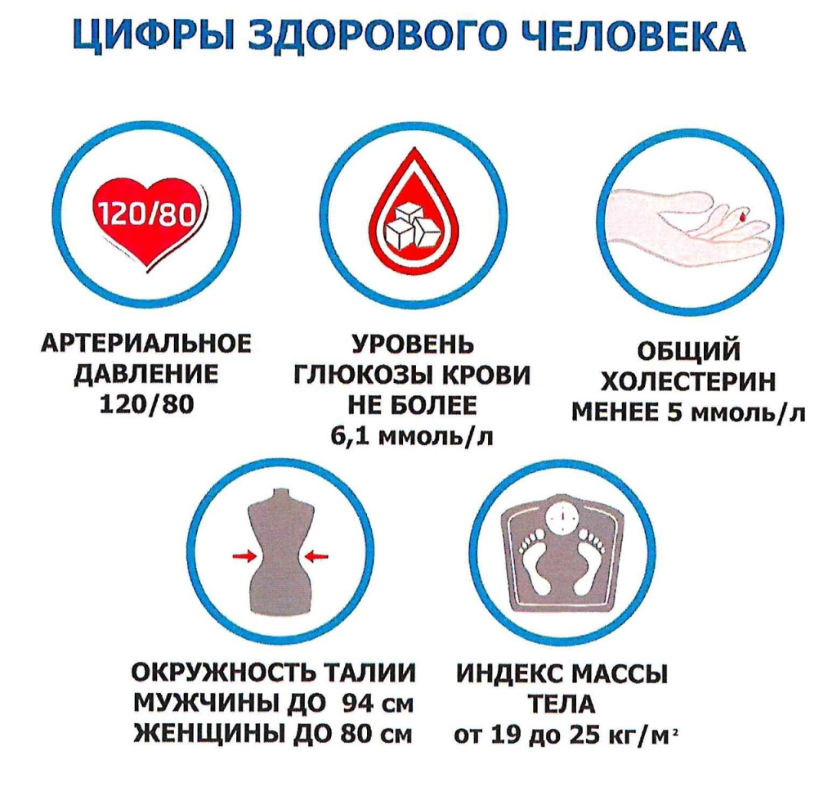 ЦИФРЫ ЗДОРОВОГО ЧЕЛОВЕКА
120/80
АРТЕРИАЛЬНОЕ
ДАВЛЕНИЕ
120/80
УРОВЕНЬ
ГЛЮКОЗЫ КРОВИ
НЕ БОЛЕЕ
6,1 ммоль/л
ОБЩИЙ
ХОЛЕСТЕРИН
МЕНЕЕ 5 ммоль/л
ОКРУЖНОСТЬ ТАЛИИ
МУЖЧИНЫ ДО 94 см
ЖЕНЩИНЫ ДО 80 см
ИНДЕКС МАССЫ
ТЕЛА
от 19 до 25 кг/м²